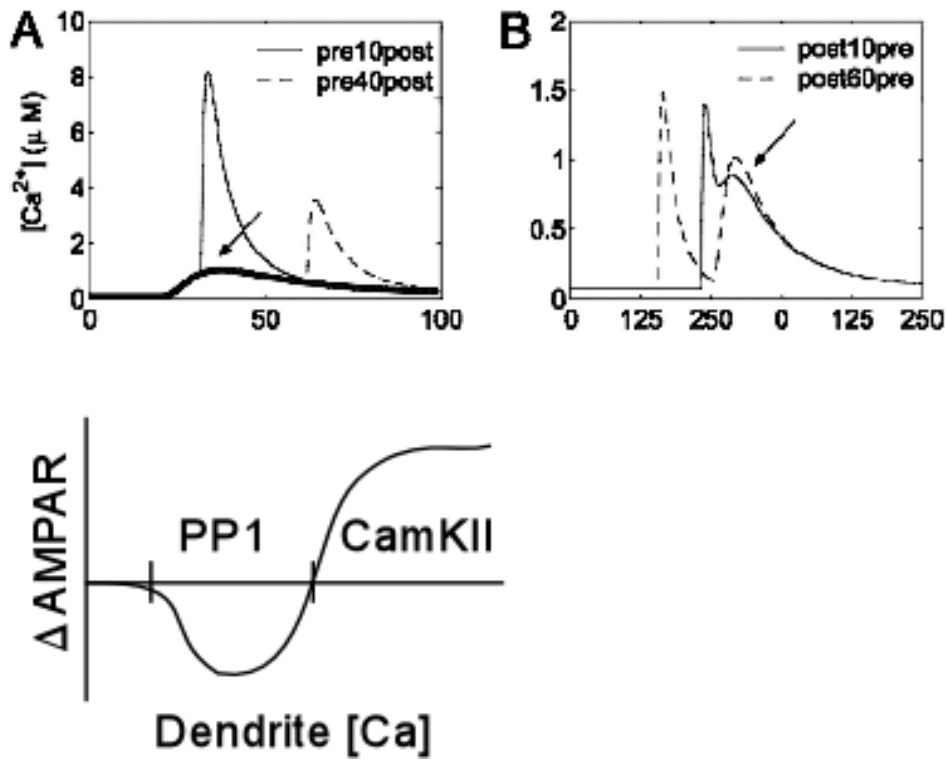 A
10
8
6
4
2
0
[Ca2+] (μ M)
pre10post
pre40post
0 50 100
B
2
1.5
1
0.5
0
post10pre
post60pre
0 125 250 0 125 250
Δ AMPAR
PP1 CamKII
Dendrite [Ca]